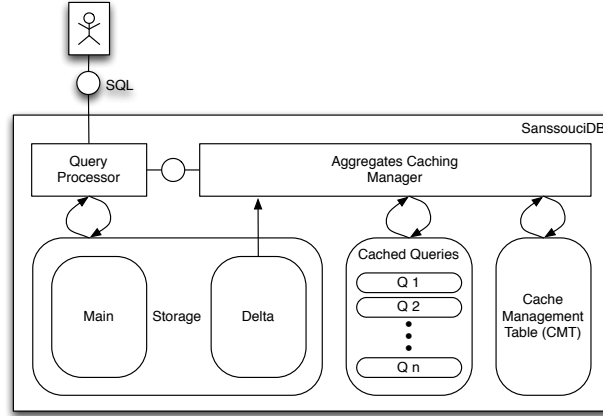 SQL
SanssouciDB
Query
Processor
Aggregates Caching
Manager
Main
Storage
Delta
Cached Queries
Q 1
Q 2
Q n
Cache
Management
Table (CMT)